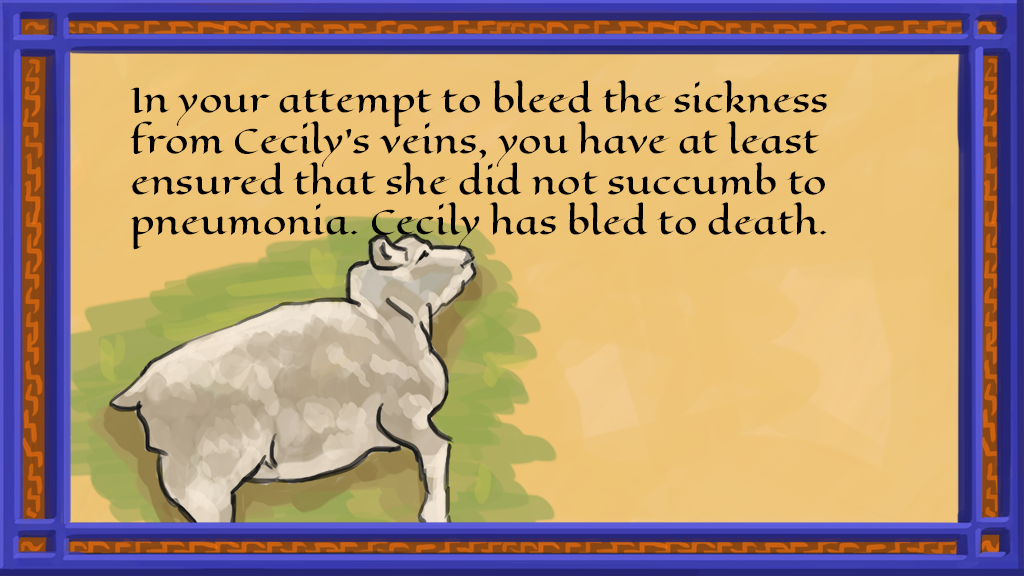 In your attempt to bleed the sickness
from Cecily's veins, you have at least
ensured that she did not succumb to
pneumonia. Cecily has bled to death.